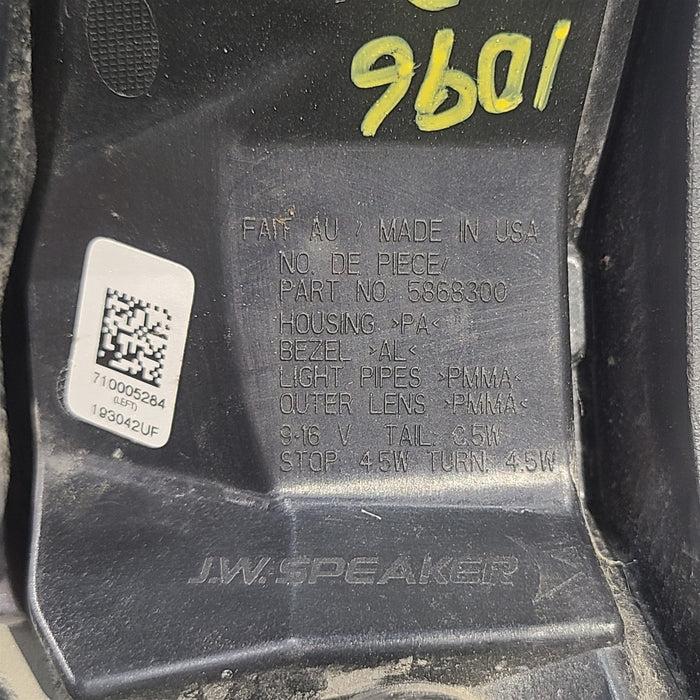 1096
FAIT AU / MADE IN USA
NO. DE PIECE/
PART NO. 5868300
HOUSING >PA<
BEZEL >AL<
LIGHT PIPES >PMMA<
OUTER LENS >PMMA<
9-16 V TAIL: 0.5W
STOP: 4.5W TURN: 4.5W
710005284
(LEFT)
193042UF
J.W. SPEAKER